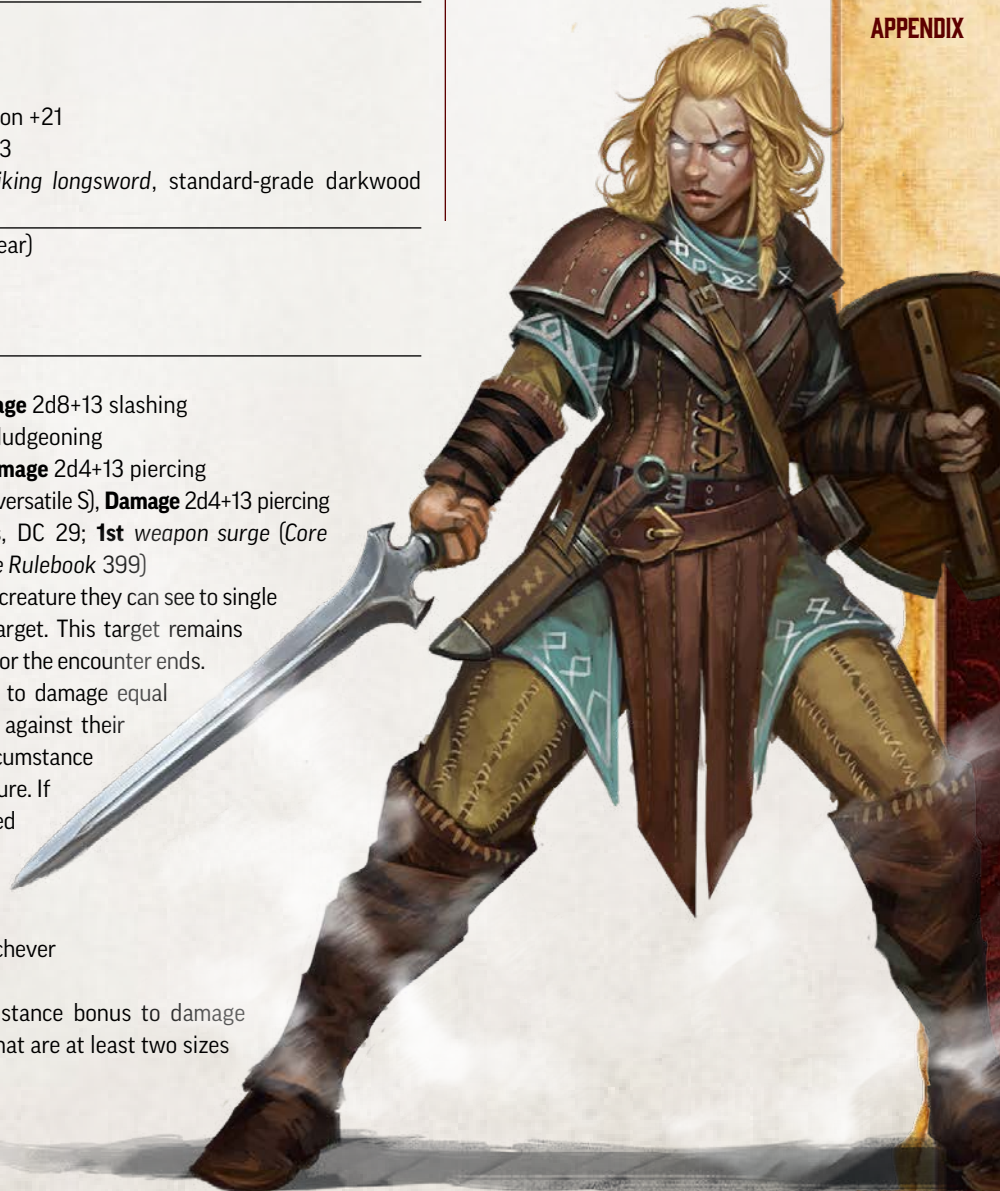 APPENDIX
on +21
3
iking longsword, standard-grade darkwood
ear)
age 2d8+13 slashing
ludgeoning
mage 2d4+13 piercing
versatile S), Damage 2d4+13 piercing
s, DC 29; 1st weapon surge (Core
e Rulebook 399)
creature they can see to single
arget. This target remains
or the encounter ends.
to damage equal
against their
cumstance
ure. If
ed
chever
stance bonus to damage
hat are at least two sizes